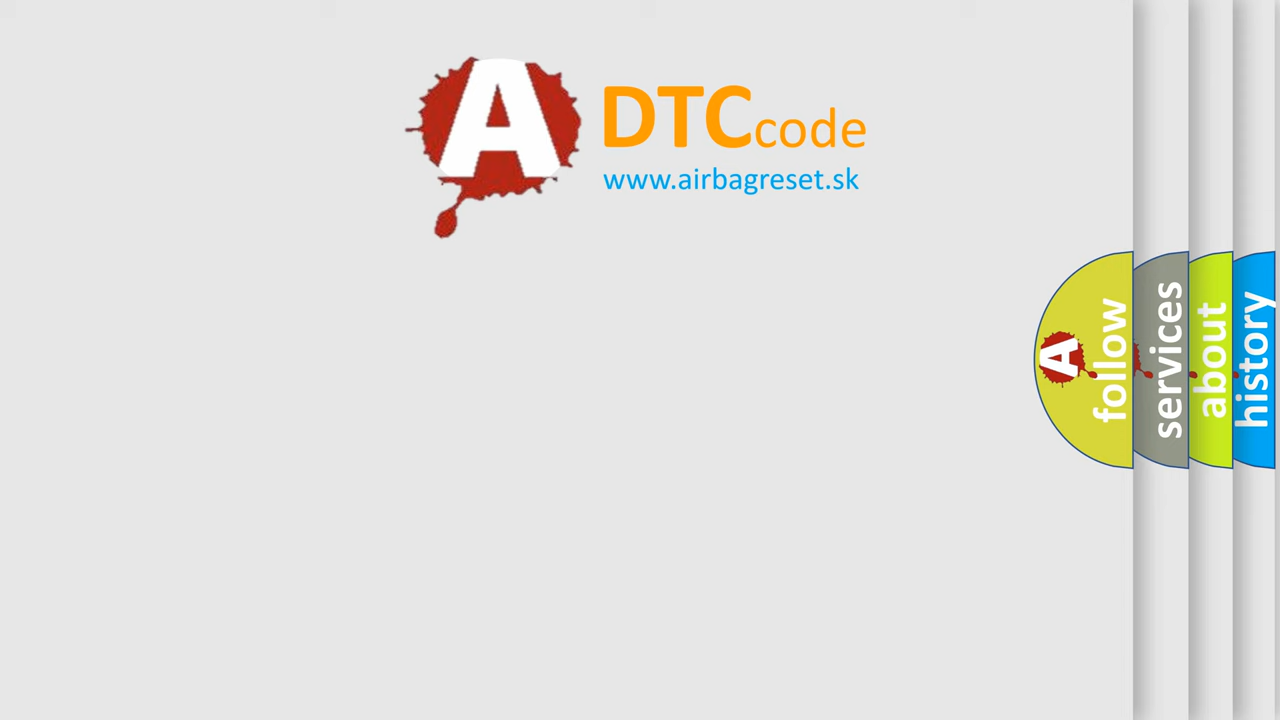 A
DTCcode
www.airbagreset.sk
A
follow
services
about
history